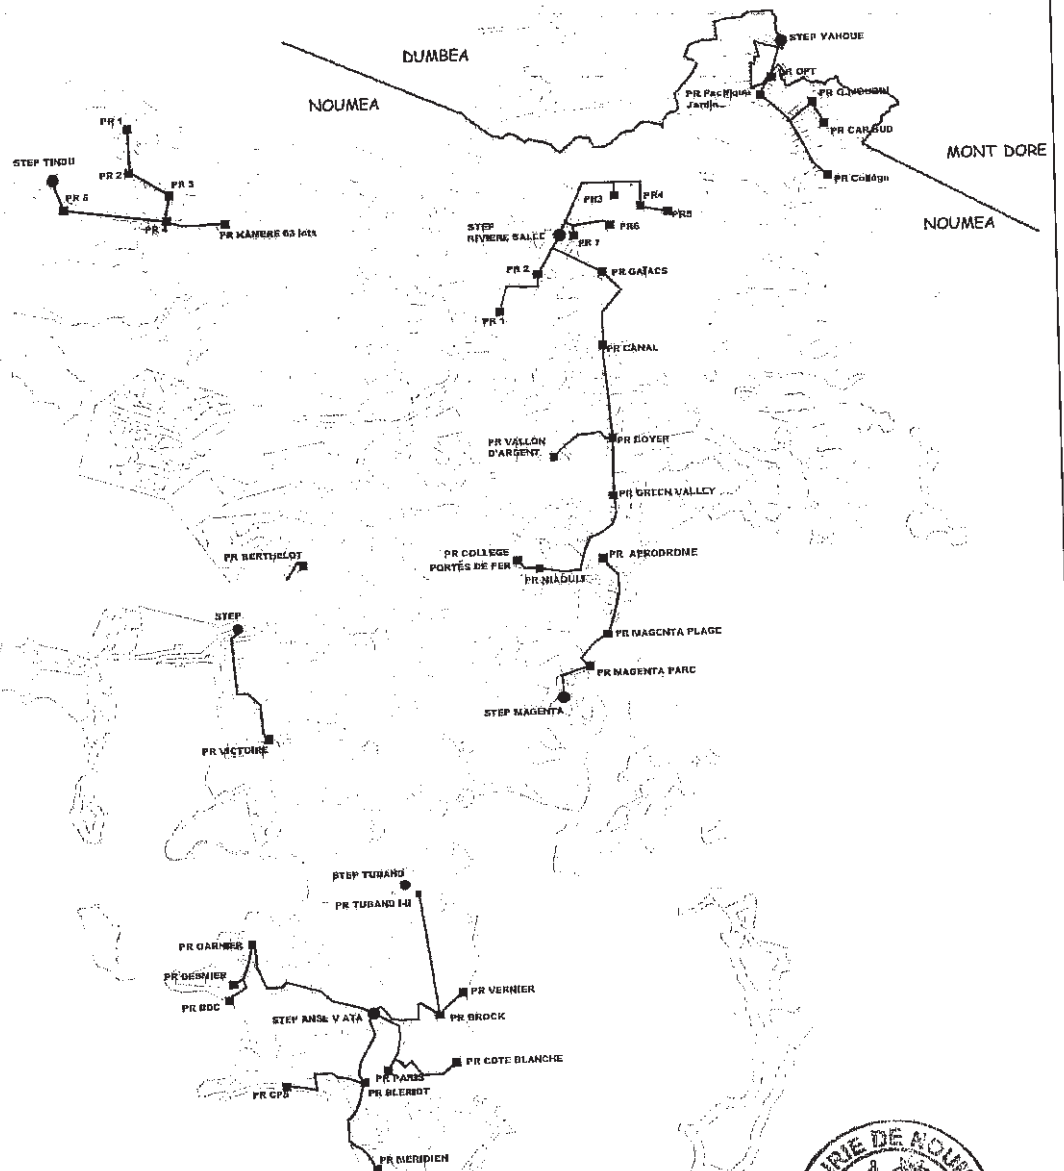 DUMBEA
NOUMEA
STEP YAHOUE
PR OPT
PR Pacifique
Jardin
PR CAR SUD
MONT DORE
PR Collège
NOUMEA
PR 1
STEP TINDU
PR 2
PR 3
PR 5
PR 4
PR KAMERE 63 lots
PR3
PR4
PR5
PR6
STEP
RIVIERE SALEE
PR 7
PR 2
PR GAIACS
PR 1
PR CANAL
PR VALLON
D'ARGENT
PR BOYER
PR GREEN VALLEY
PR BERTHELOT
PR COLLEGE
PORTES DE FER
PR NIAOULI
PR AERODROME
STEP
PR MAGENTA PLAGE
PR MAGENTA PARC
STEP MAGENTA
PR VICTOIRE
STEP TUBAND
PR TUBAND I-II
PR GARNIER
PR DESMIER
PR BDC
PR VERNIER
STEP ANSE VATA
PR BROCK
PR COTE BLANCHE
PR PARIS
PR CPS
PR BLERIOT
PR MERIDIEN